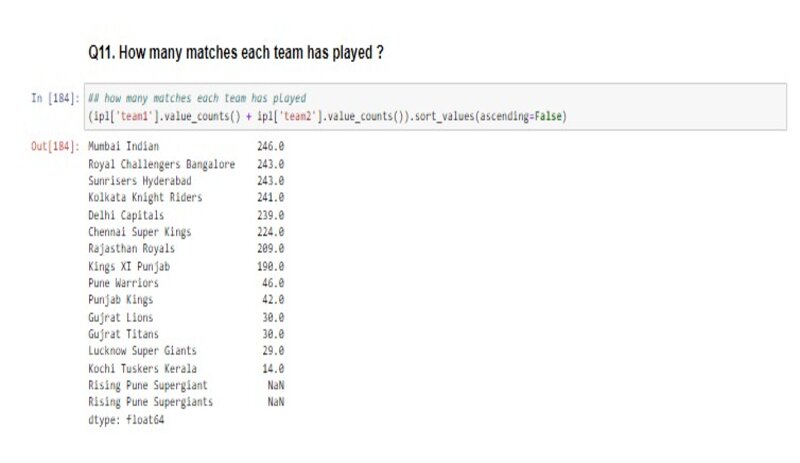 Q11. How many matches each team has played ?
In [184]: ## how many matches each team has played
(ipl['team1'].value_counts() + ipl['team2'].value_counts()).sort_values(ascending=False)
Out[184]: Mumbai Indian 246.0
Royal Challengers Bangalore 243.0
Sunrisers Hyderabad 243.0
Kolkata Knight Riders 241.0
Delhi Capitals 239.0
Chennai Super Kings 224.0
Rajasthan Royals 209.0
Kings XI Punjab 190.0
Pune Warriors 46.0
Punjab Kings 42.0
Gujrat Lions 30.0
Gujrat Titans 30.0
Lucknow Super Giants 29.0
Kochi Tuskers Kerala 14.0
Rising Pune Supergiant NaN
Rising Pune Supergiants NaN
dtype: float64